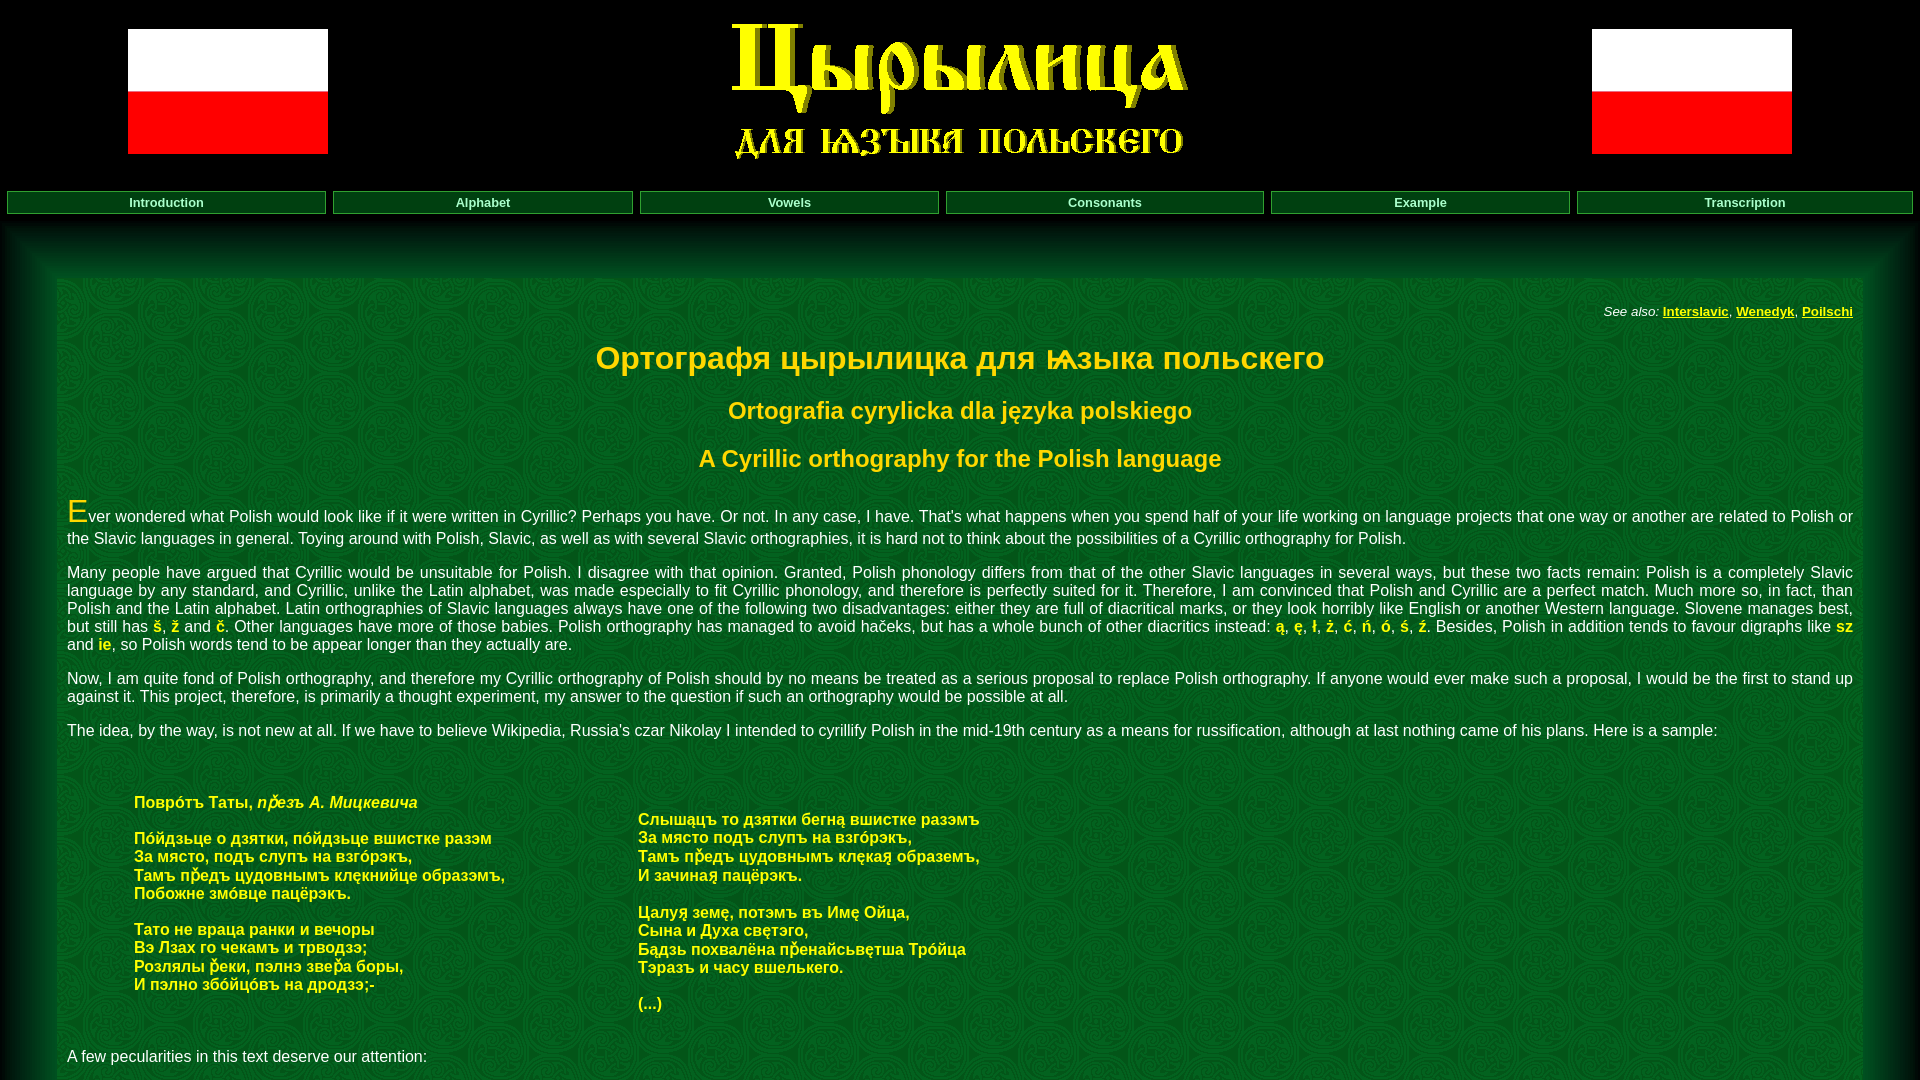 Цырылица
для ѩзыка польскего
Introduction
Alphabet
Vowels
Consonants
Example
Transcription
See also: Interslavic, Wenedyk, Poilschi
Ортографя цырылицка для ѩзыка польскего
Ortografia cyrylicka dla języka polskiego
A Cyrillic orthography for the Polish language
Ever wondered what Polish would look like if it were written in Cyrillic? Perhaps you have. Or not. In any case, I have. That's what happens when you spend half of your life working on language projects that one way or another are related to Polish or
the Slavic languages in general. Toying around with Polish, Slavic, as well as with several Slavic orthographies, it is hard not to think about the possibilities of a Cyrillic orthography for Polish.
Many people have argued that Cyrillic would be unsuitable for Polish. I disagree with that opinion. Granted, Polish phonology differs from that of the other Slavic languages in several ways, but these two facts remain: Polish is a completely Slavic
language by any standard, and Cyrillic, unlike the Latin alphabet, was made especially to fit Cyrillic phonology, and therefore is perfectly suited for it. Therefore, I am convinced that Polish and Cyrillic are a perfect match. Much more so, in fact, than
Polish and the Latin alphabet. Latin orthographies of Slavic languages always have one of the following two disadvantages: either they are full of diacritical marks, or they look horribly like English or another Western language. Slovene manages best,
but still has š, ž and č. Other languages have more of those babies. Polish orthography has managed to avoid hačeks, but has a whole bunch of other diacritics instead: ą, ę, ł, ż, ć, ń, ó, ś, ź. Besides, Polish in addition tends to favour digraphs like sz
and ie, so Polish words tend to be appear longer than they actually are.
Now, I am quite fond of Polish orthography, and therefore my Cyrillic orthography of Polish should by no means be treated as a serious proposal to replace Polish orthography. If anyone would ever make such a proposal, I would be the first to stand up
against it. This project, therefore, is primarily a thought experiment, my answer to the question if such an orthography would be possible at all.
The idea, by the way, is not new at all. If we have to believe Wikipedia, Russia's czar Nikolay I intended to cyrillify Polish in the mid-19th century as a means for russification, although at last nothing came of his plans. Here is a sample:
Повро́тъ Таты, пр̌езъ А. Мицкевича
По́йдзьце о дзятки, по́йдзьце вшистке разэм
За място, подъ слупъ на взго́рэкъ,
Тамъ пр̌едъ цудовнымъ клę̨книйце образэмъ,
Побожне змо́вце пацёрэкъ.
Тато не враца ранки и вечоры
Вэ Лзах го чекамъ и трводзэ;
Розлялы р̌еки, пэлнэ звер̌а боры,
И пэлно збо́йцо́въ на дродзэ;-
Слышąцъ то дзятки бегна̨ вшистке разэмъ
За място подъ слупъ на взго́рэкъ,
Тамъ пр̌едъ цудовнымъ кле̨кая̨ образемъ,
И зачиная̨ пацёрэкъ.
Цалуя̨ земе̨, потэмъ въ Име̨ Ойца,
Сына и Духа све̨тэго,
Ба̨дзь похвалёна пр̌енайсьве̨тша Тро́йца
Тэразъ и часу вшелькего.
(...)
A few pecularities in this text deserve our attention: